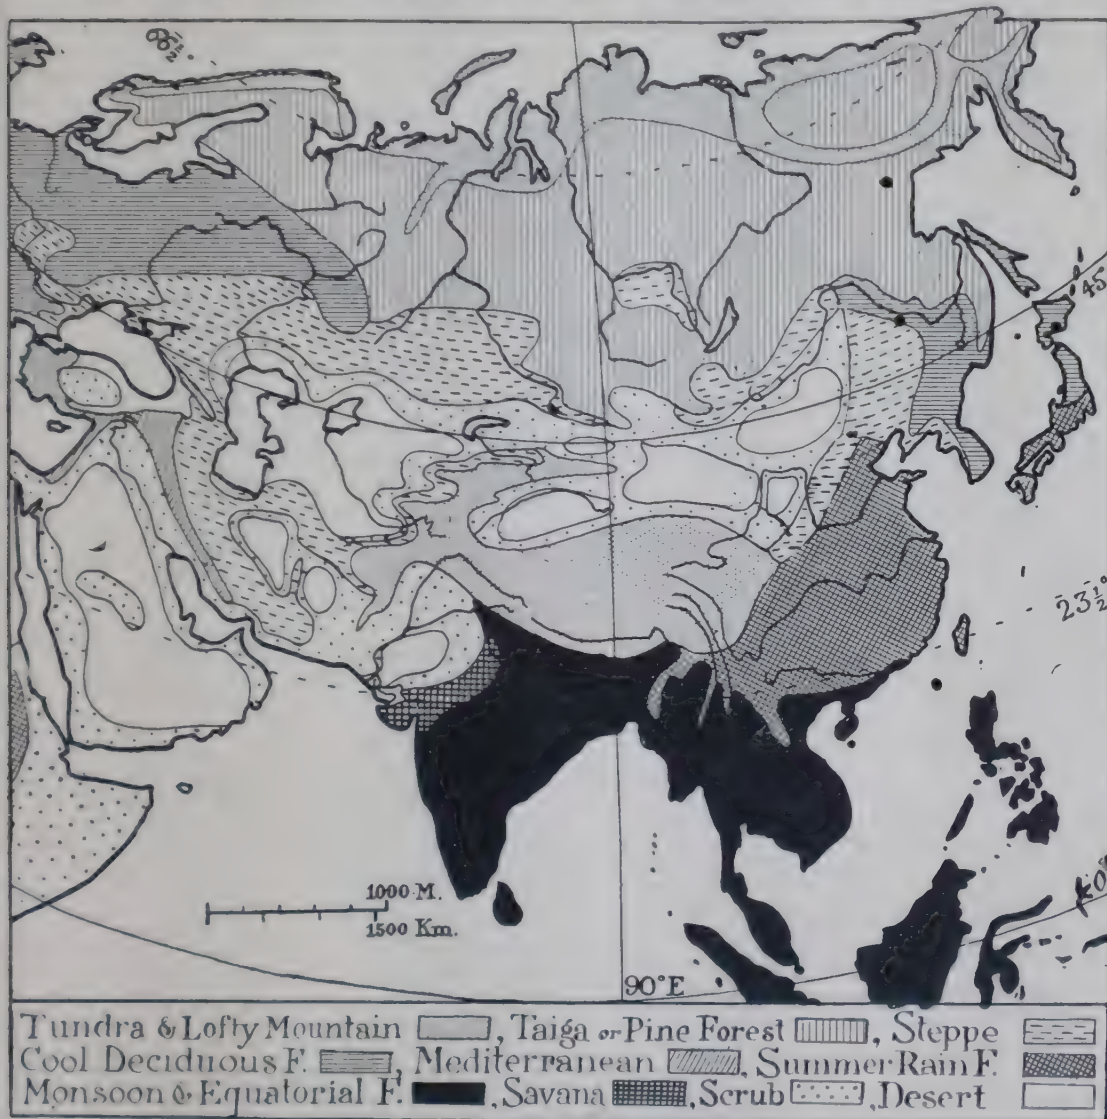 66½°
45°
23½°
0°
1000 M.
1500 Km.
90°E
Tundra & Lofty Mountain , Taiga or Pine Forest , Steppe
Cool Deciduous F. , Mediterranean , Summer Rain F.
Monsoon & Equatorial F. , Savana , Scrub , Desert